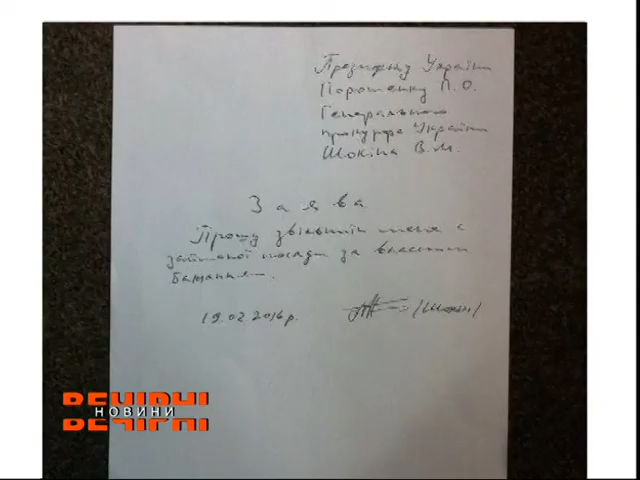 Президенту України
Порошенку П.О.
Генерального
прокурора України
Шокіна В.М.
Заява
Прошу звільнити мене з
займаної посади за власним
бажанням.
19.02.2016р. /Шокін/
ВЕЧІРНІ
НОВИНИ
ВЕЧІРНІ